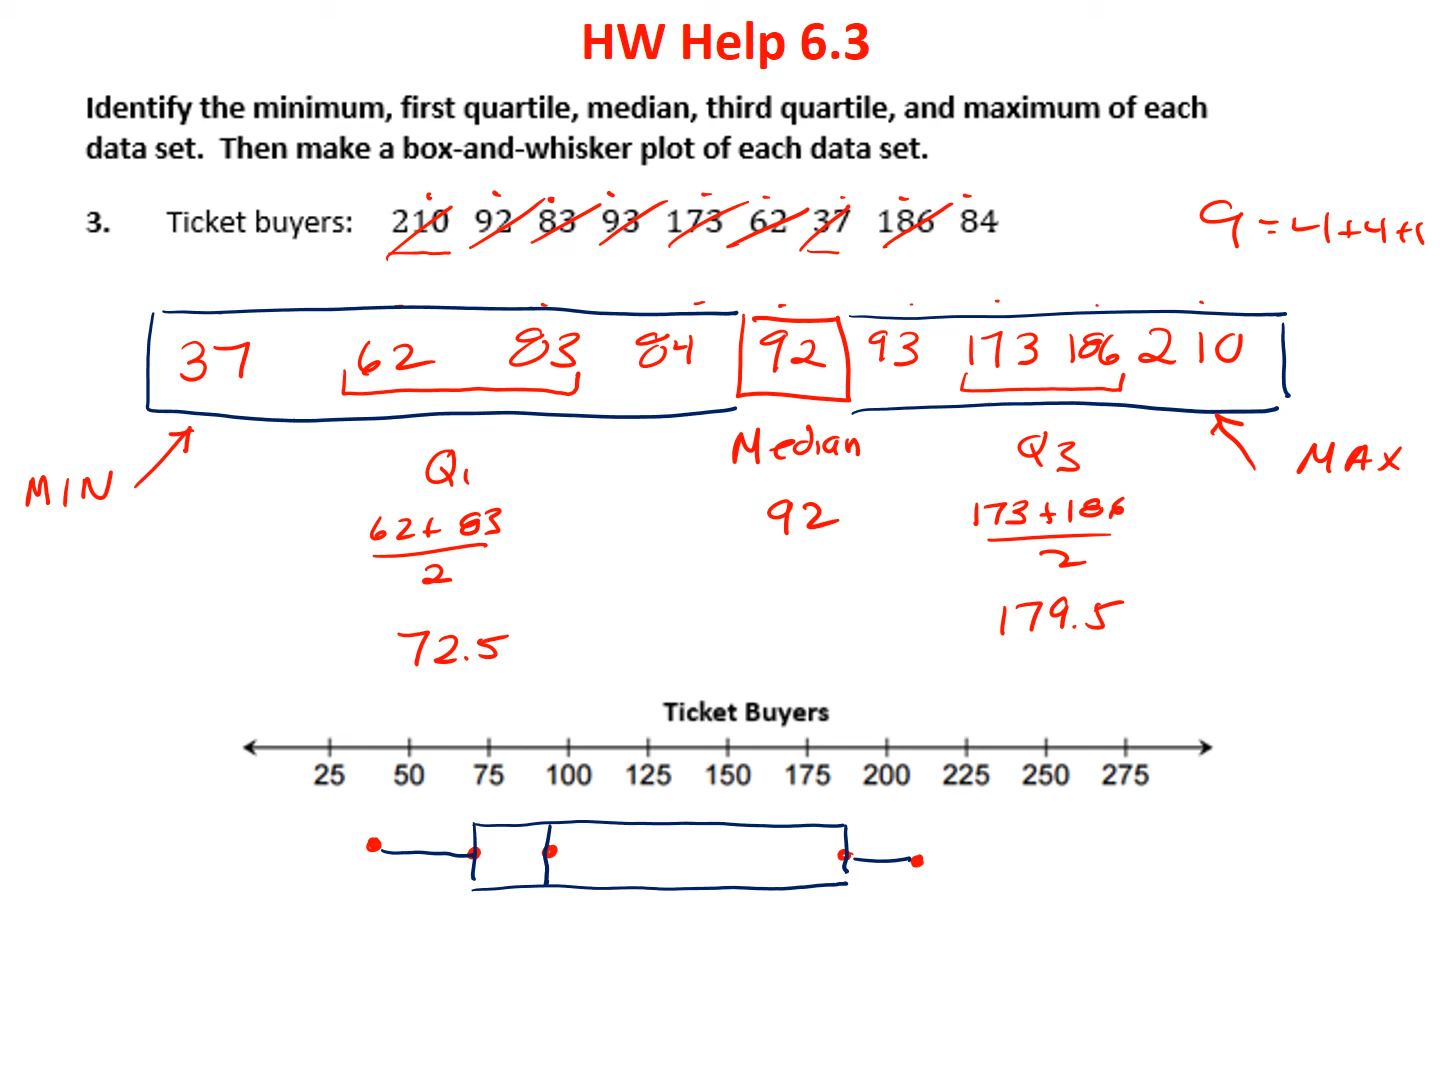 HW Help 6.3
Identify the minimum, first quartile, median, third quartile, and maximum of each
data set. Then make a box-and-whisker plot of each data set.
3. Ticket buyers: 210 92 83 93 173 62 37 186 84
9 = 4+4+1
37 62 83 84 92 93 173 186 210
MIN
Q1
Median
Q3
MAX
62+83
2
92
173+186
2
72.5
179.5
Ticket Buyers
25 50 75 100 125 150 175 200 225 250 275